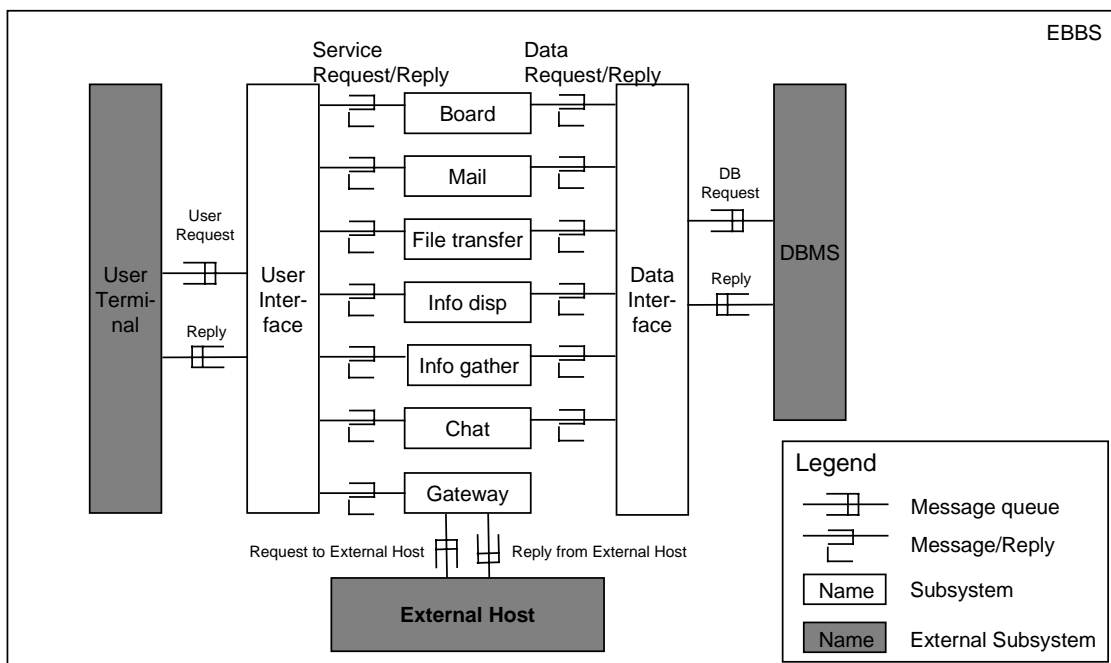 EBBS
Service
Request/Reply
Data
Request/Reply
Board
Mail
DB
Request
User
Request
File transfer
DBMS
User
Termi-
nal
User
Inter-
face
Info disp
Data
Inter-
face
Reply
Reply
Info gather
Chat
Gateway
Request to External Host
Reply from External Host
External Host
Legend
Message queue
Message/Reply
Name
Subsystem
Name
External Subsystem